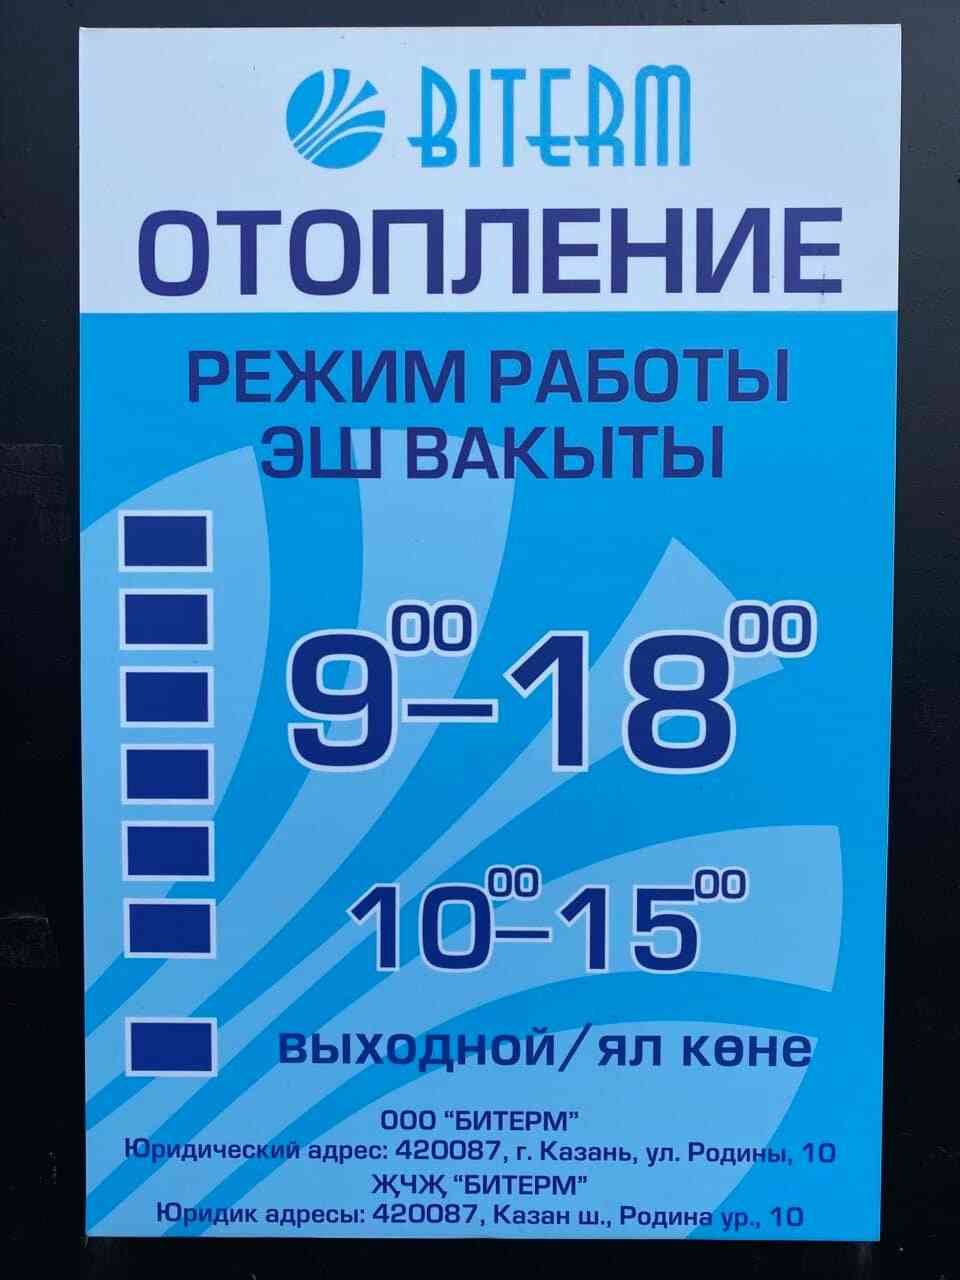 BITERM
ОТОПЛЕНИЕ
РЕЖИМ РАБОТЫ
ЭШ ВАКЫТЫ
9⁰⁰–18⁰⁰
10⁰⁰–15⁰⁰
ВЫХОДНОЙ/ЯЛ КӨНЕ
ООО “БИТЕРМ”
Юридический адрес: 420087, г. Казань, ул. Родины, 10
ҖЧҖ “БИТЕРМ”
Юридик адресы: 420087, Казан ш., Родина ур., 10